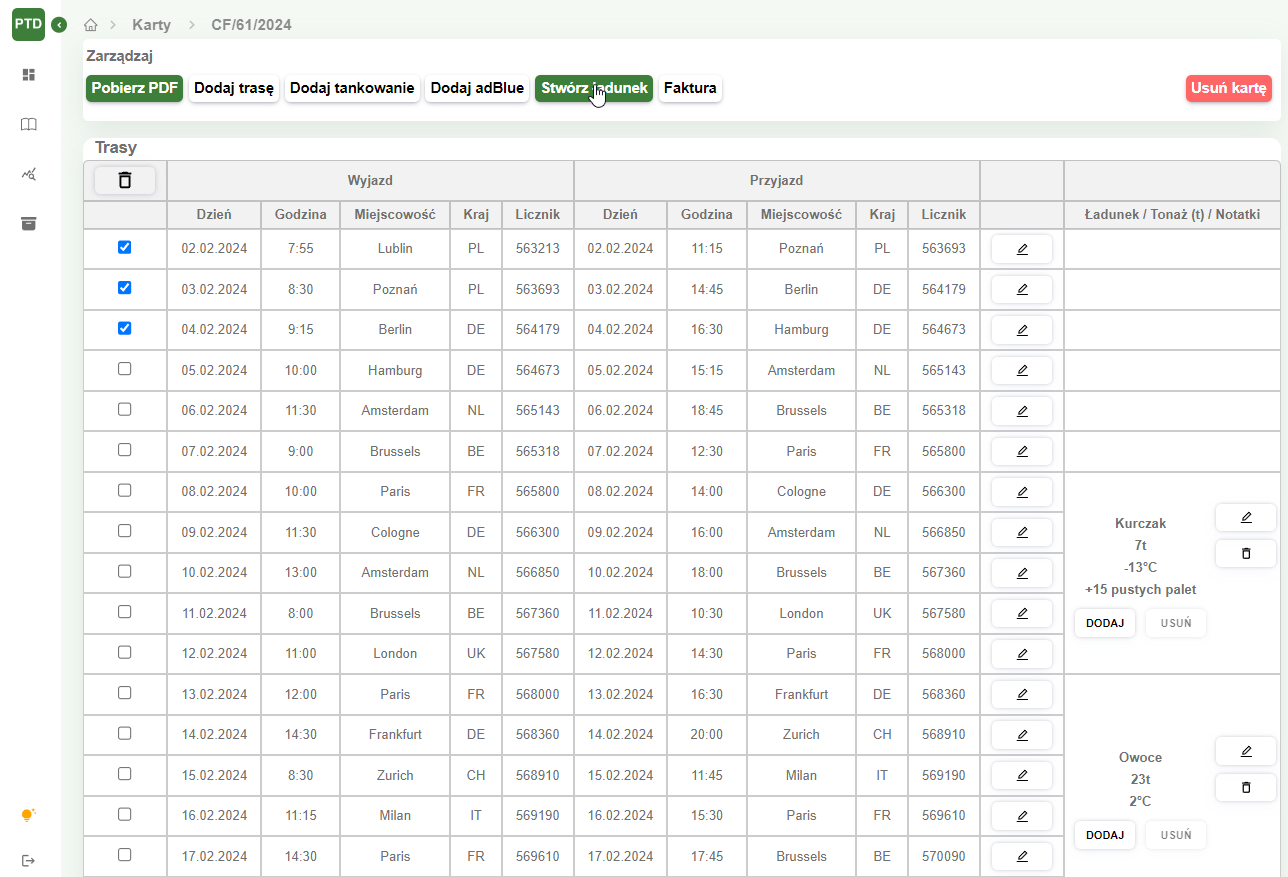 PTD
Karty
CF/61/2024
Zarządzaj
Pobierz PDF Dodaj trasę Dodaj tankowanie Dodaj adBlue Stwórz ładunek Faktura Usuń kartę
Trasy
Wyjazd Przyjazd
Dzień Godzina Miejscowość Kraj Licznik Dzień Godzina Miejscowość Kraj Licznik Ładunek / Tonaż (t) / Notatki
02.02.2024 7:55 Lublin PL 563213 02.02.2024 11:15 Poznań PL 563693
03.02.2024 8:30 Poznań PL 563693 03.02.2024 14:45 Berlin DE 564179
04.02.2024 9:15 Berlin DE 564179 04.02.2024 16:30 Hamburg DE 564673
05.02.2024 10:00 Hamburg DE 564673 05.02.2024 15:15 Amsterdam NL 565143
06.02.2024 11:30 Amsterdam NL 565143 06.02.2024 18:45 Brussels BE 565318
07.02.2024 9:00 Brussels BE 565318 07.02.2024 12:30 Paris FR 565800
08.02.2024 10:00 Paris FR 565800 08.02.2024 14:00 Cologne DE 566300
09.02.2024 11:30 Cologne DE 566300 09.02.2024 16:00 Amsterdam NL 566850
10.02.2024 13:00 Amsterdam NL 566850 10.02.2024 18:00 Brussels BE 567360
11.02.2024 8:00 Brussels BE 567360 11.02.2024 10:30 London UK 567580
12.02.2024 11:00 London UK 567580 12.02.2024 14:30 Paris FR 568000
Kurczak
7t
-13°C
+15 pustych palet
DODAJ USUŃ
13.02.2024 12:00 Paris FR 568000 13.02.2024 16:30 Frankfurt DE 568360
14.02.2024 14:30 Frankfurt DE 568360 14.02.2024 20:00 Zurich CH 568910
15.02.2024 8:30 Zurich CH 568910 15.02.2024 11:45 Milan IT 569190
16.02.2024 11:15 Milan IT 569190 16.02.2024 15:30 Paris FR 569610
17.02.2024 14:30 Paris FR 569610 17.02.2024 17:45 Brussels BE 570090
Owoce
23t
2°C
DODAJ USUŃ